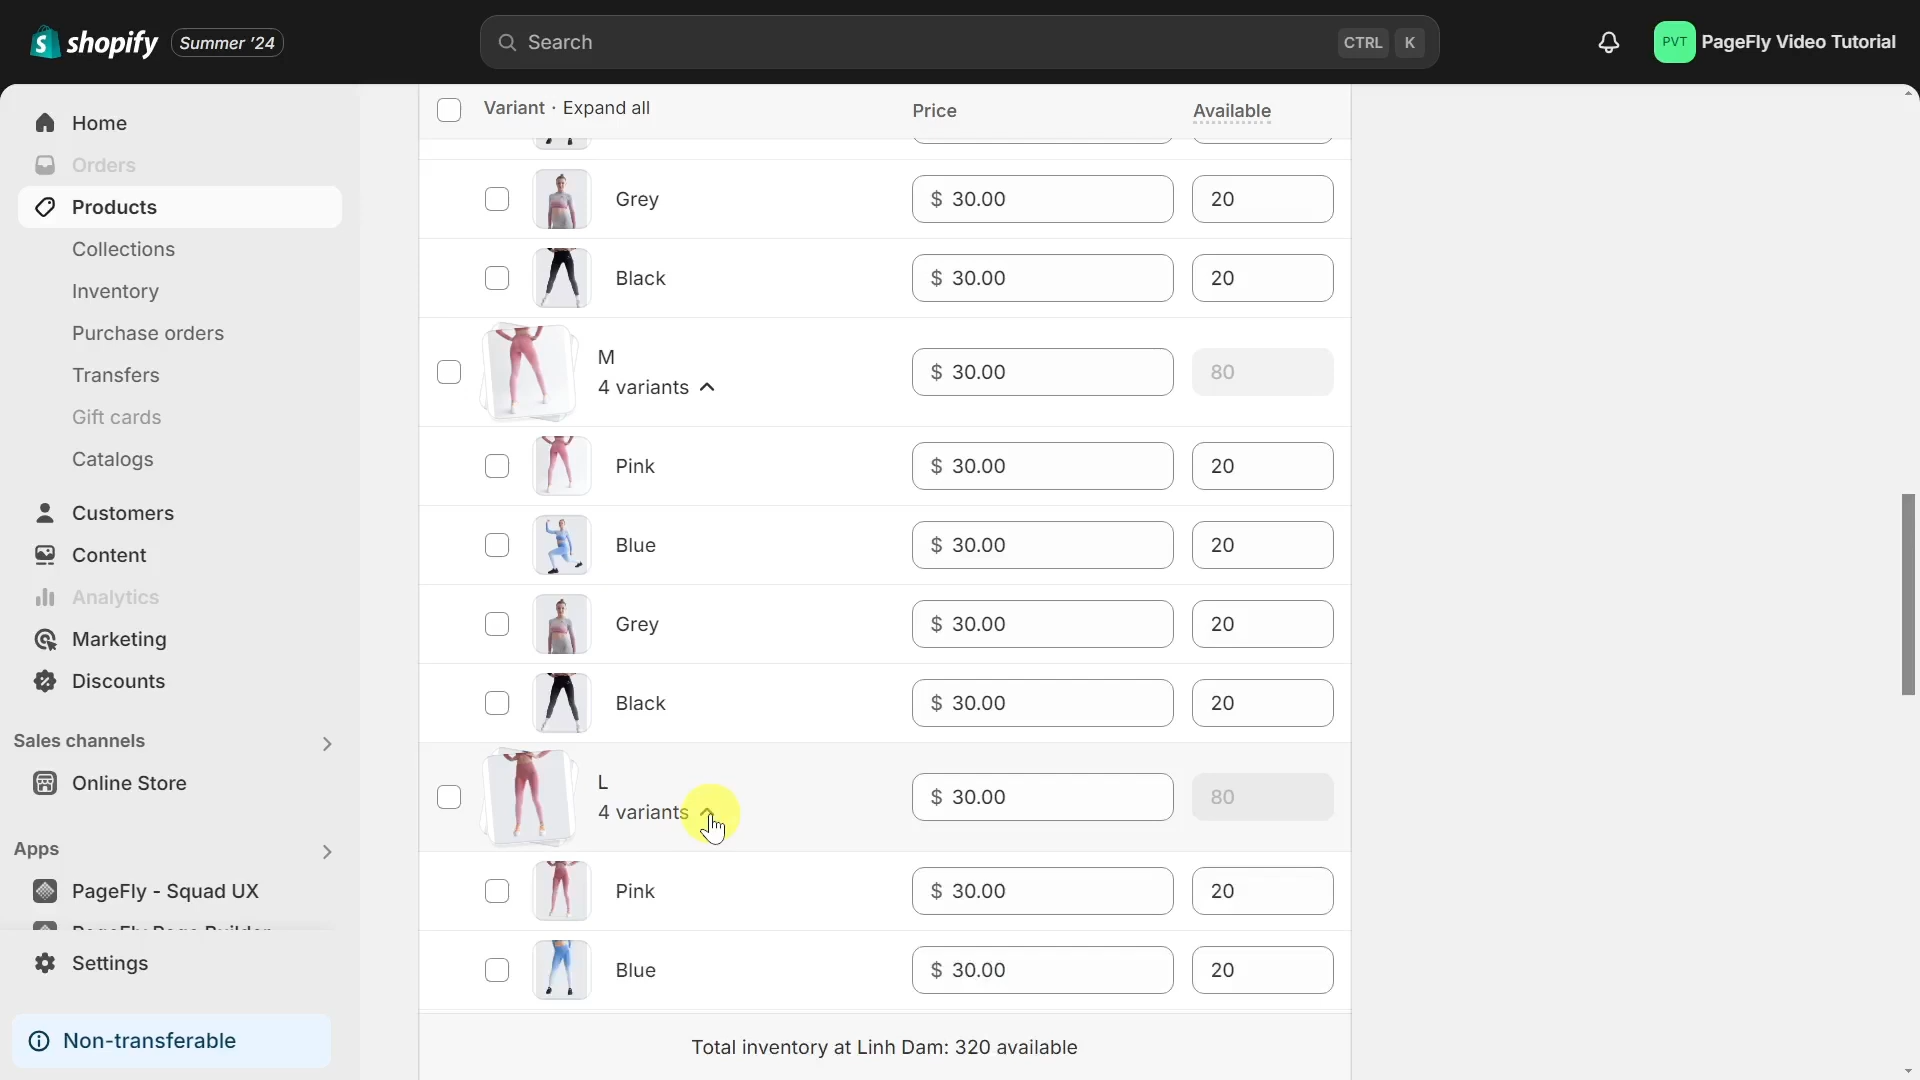 shopify
Summer '24
Search
CTRL K
PVT PageFly Video Tutorial
Home
Orders
Products
Collections
Inventory
Purchase orders
Transfers
Gift cards
Catalogs
Customers
Content
Analytics
Marketing
Discounts
Sales channels
Online Store
Apps
PageFly - Squad UX
PageFly Page Builder
Settings
Non-transferable
Variant · Expand all Price Available
Grey $ 30.00 20
Black $ 30.00 20
M
4 variants $ 30.00 80
Pink $ 30.00 20
Blue $ 30.00 20
Grey $ 30.00 20
Black $ 30.00 20
L
4 variants $ 30.00 80
Pink $ 30.00 20
Blue $ 30.00 20
Total inventory at Linh Dam: 320 available